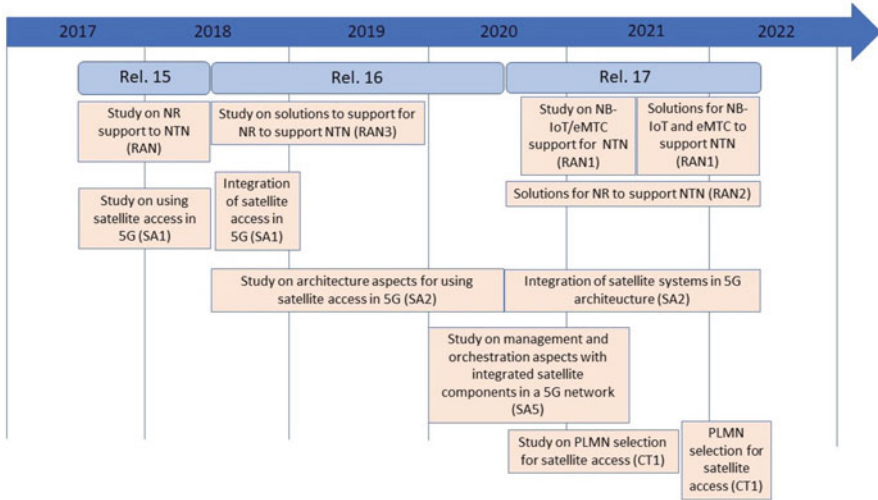 2017 2018 2019 2020 2021 2022
Rel. 15 Rel. 16 Rel. 17
Study on NR
support to NTN
(RAN)
Study on solutions to support for
NR to support NTN (RAN3)
Study on NB-
IoT/eMTC
support for NTN
(RAN1)
Solutions for NB-
IoT and eMTC to
support NTN
(RAN1)
Study on using
satellite access in
5G (SA1)
Integration
of satellite
access in
5G (SA1)
Solutions for NR to support NTN (RAN2)
Study on architecture aspects for using
satellite access in 5G (SA2)
Integration of satellite systems in 5G
architeucture (SA2)
Study on management and
orchestration aspects with
integrated satellite
components in a 5G network
(SA5)
Study on PLMN selection
for satellite access (CT1)
PLMN
selection for
satellite
access (CT1)